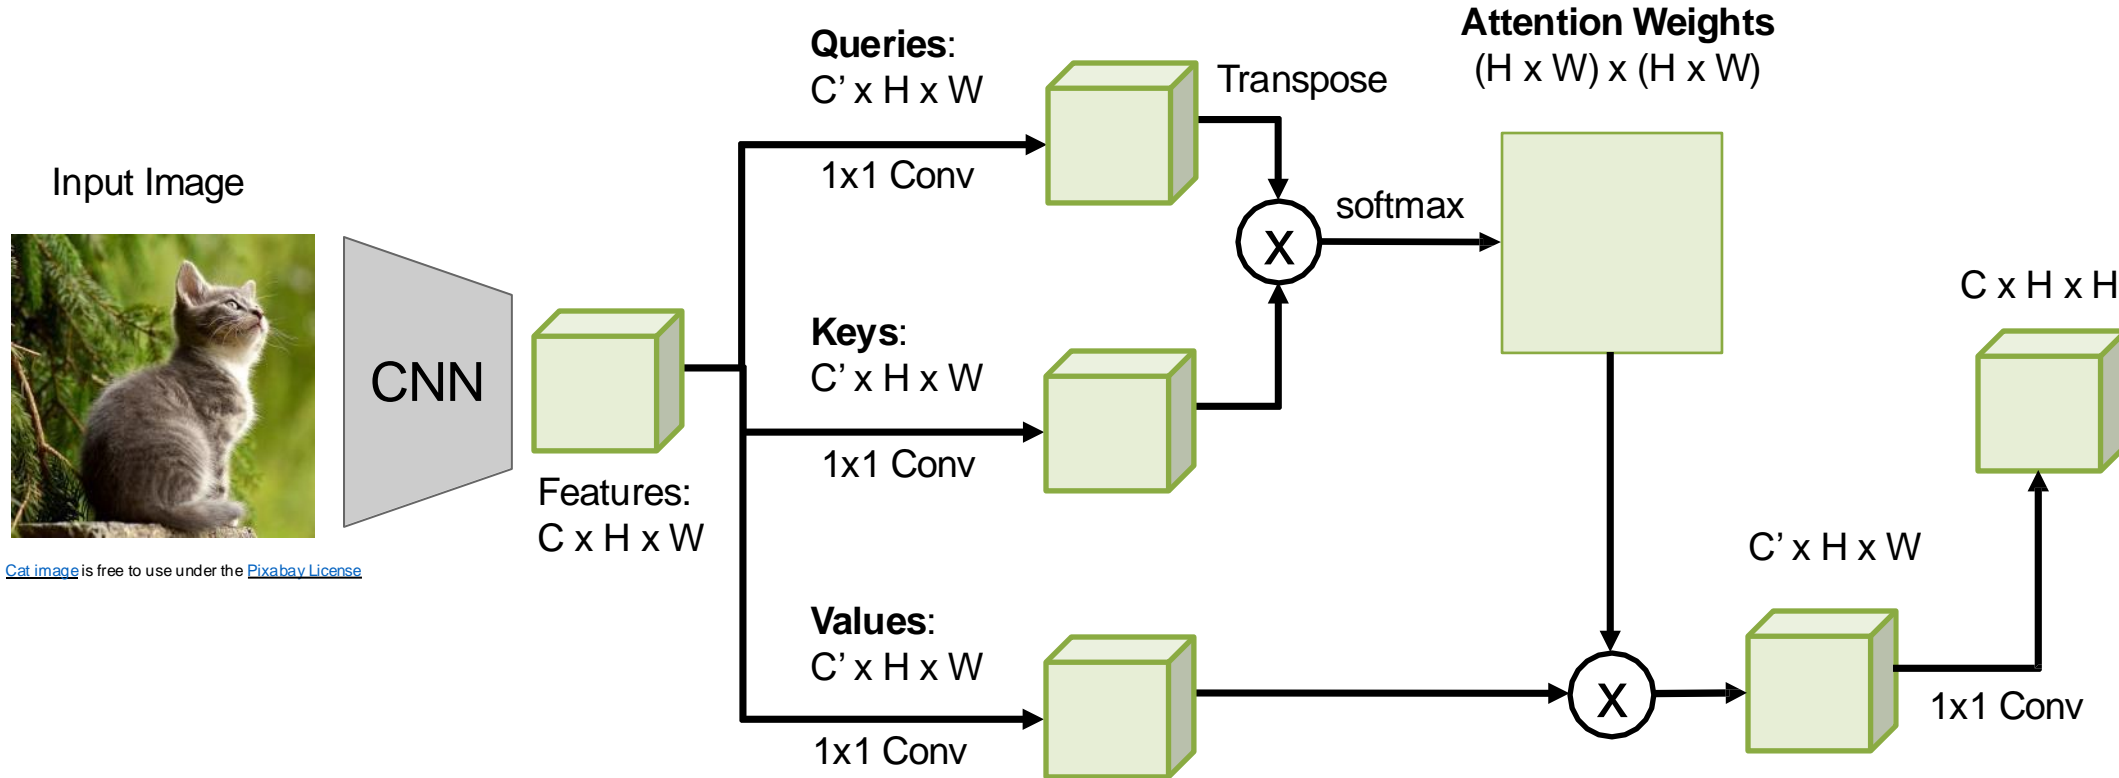 Input Image
Cat image is free to use under the Pixabay License
CNN
Features:
C x H x W
Queries:
C’ x H x W
1x1 Conv
Keys:
C’ x H x W
1x1 Conv
Values:
C’ x H x W
1x1 Conv
Transpose
X
softmax
Attention Weights
(H x W) x (H x W)
X
C’ x H x W
1x1 Conv
C x H x H